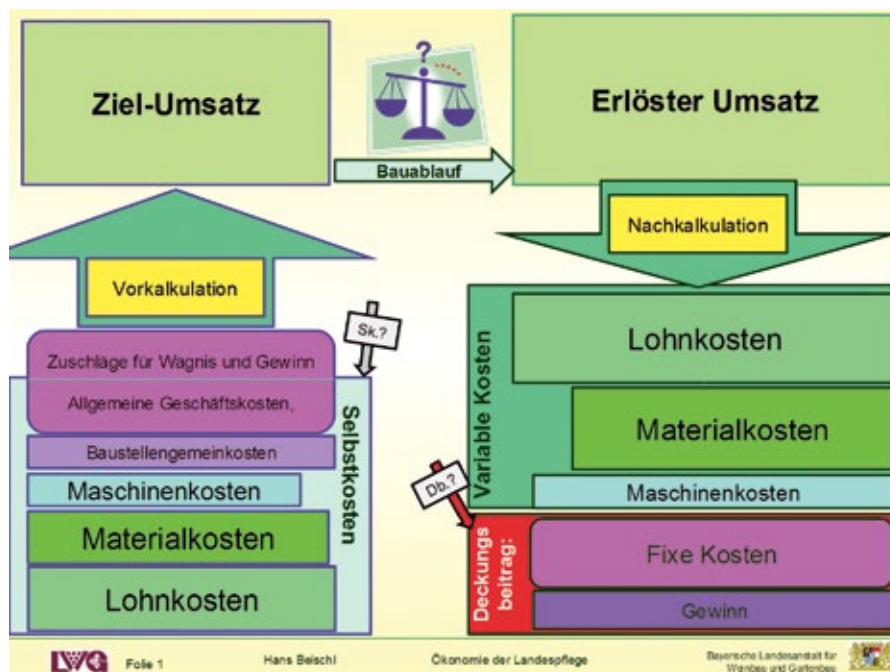 Ziel-Umsatz
?
Bauablauf
Erlöster Umsatz
Vorkalkulation
Nachkalkulation
Sk.?
Zuschläge für Wagnis und Gewinn
Allgemeine Geschäftskosten,
Baustellengemeinkosten
Maschinenkosten
Materialkosten
Lohnkosten
Selbstkosten
Variable Kosten
Lohnkosten
Materialkosten
Maschinenkosten
Db.?
Deckungs
beitrag:
Fixe Kosten
Gewinn
LWG
Folie 1
Hans Beischl
Ökonomie der Landespflege
Bayerische Landesanstalt für
Weinbau und Gartenbau